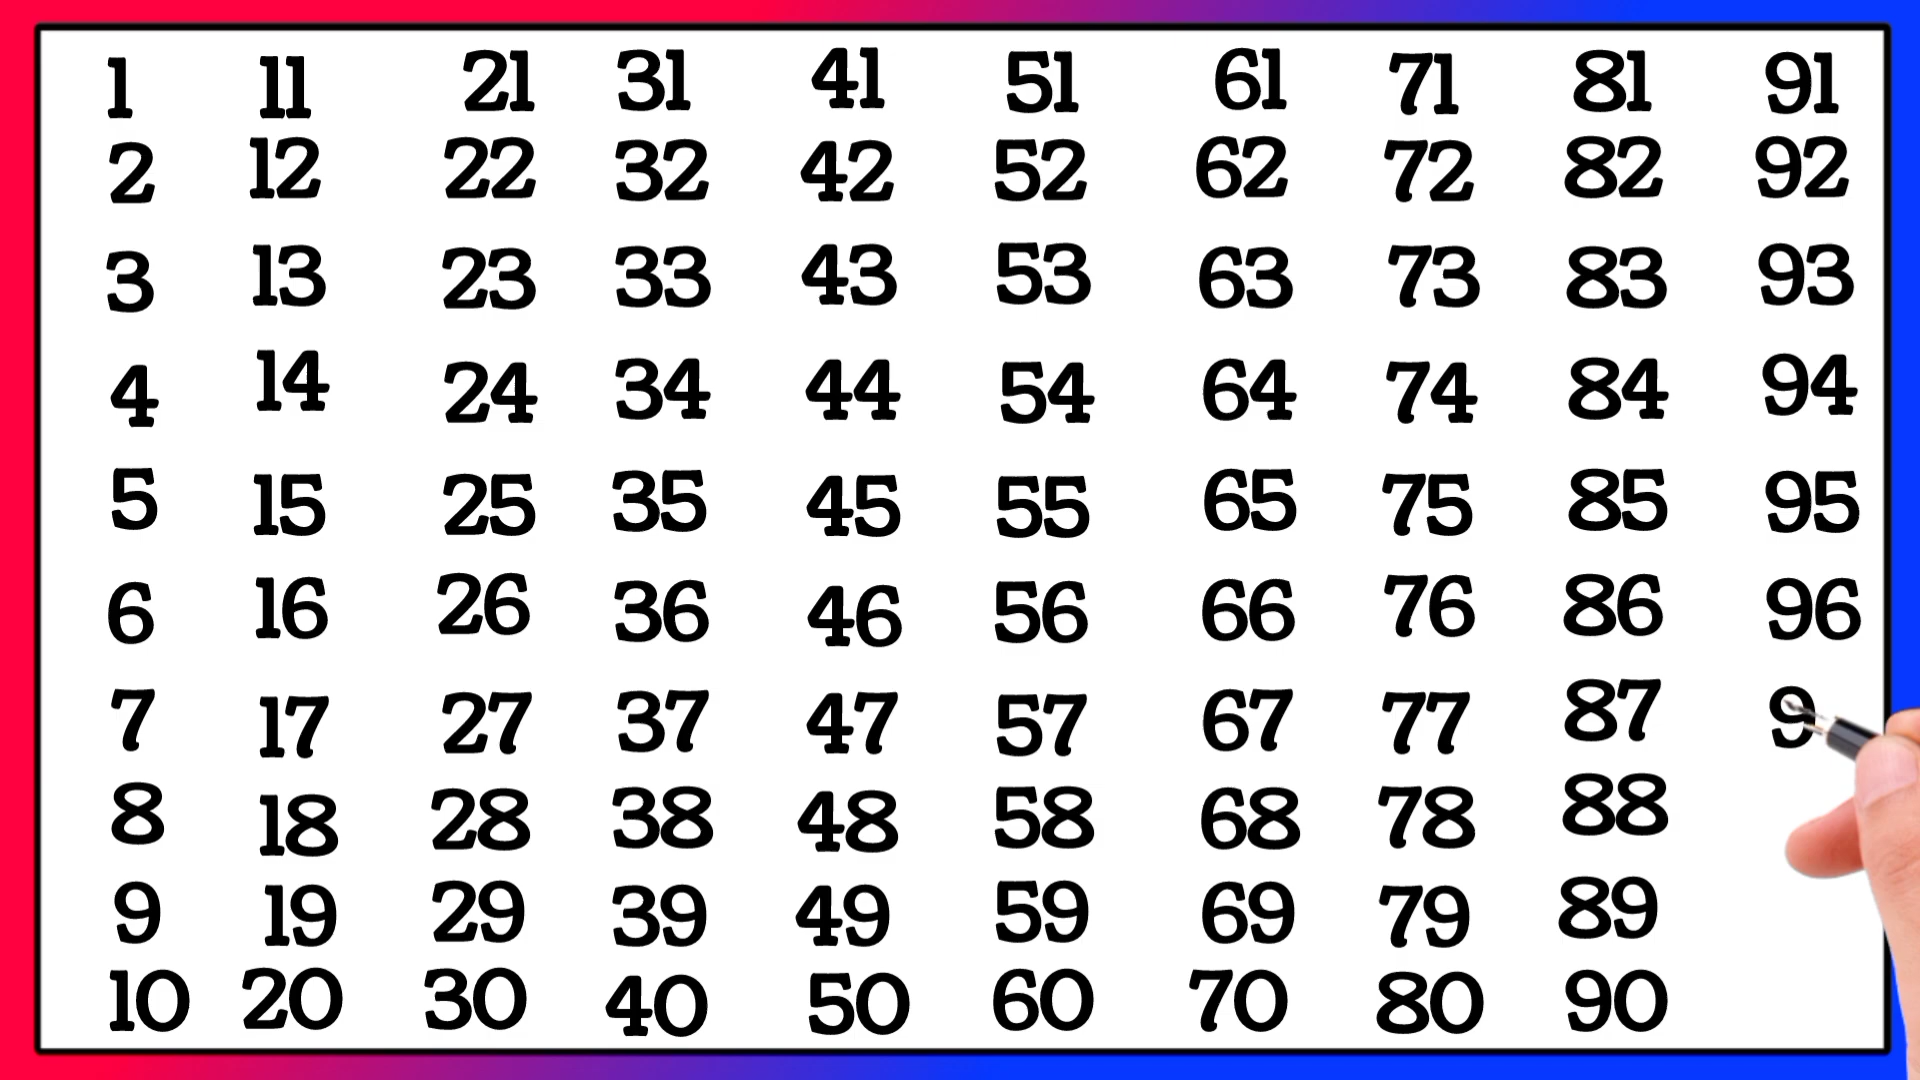 1 11 21 31 41 51 61 71 81 91
2 12 22 32 42 52 62 72 82 92
3 13 23 33 43 53 63 73 83 93
4 14 24 34 44 54 64 74 84 94
5 15 25 35 45 55 65 75 85 95
6 16 26 36 46 56 66 76 86 96
7 17 27 37 47 57 67 77 87 9
8 18 28 38 48 58 68 78 88
9 19 29 39 49 59 69 79 89
10 20 30 40 50 60 70 80 90